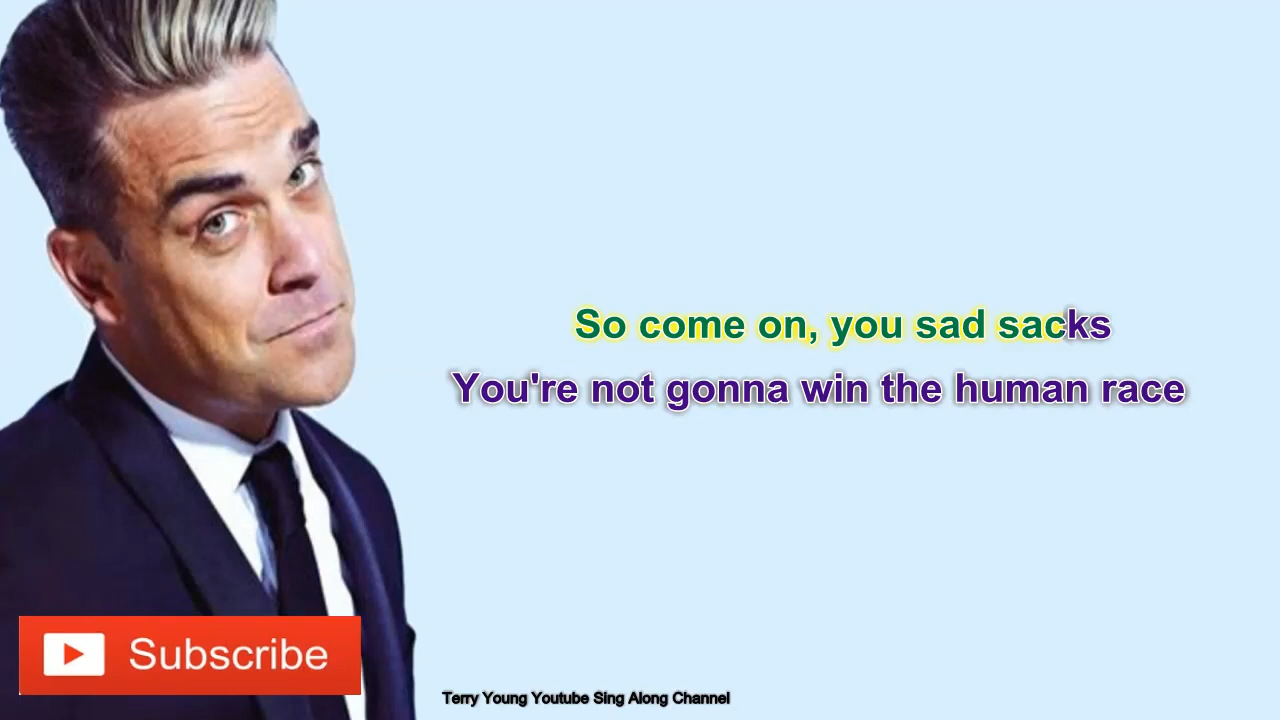 So come on, you sad sacks
You're not gonna win the human race
Subscribe
Terry Young Youtube Sing Along Channel